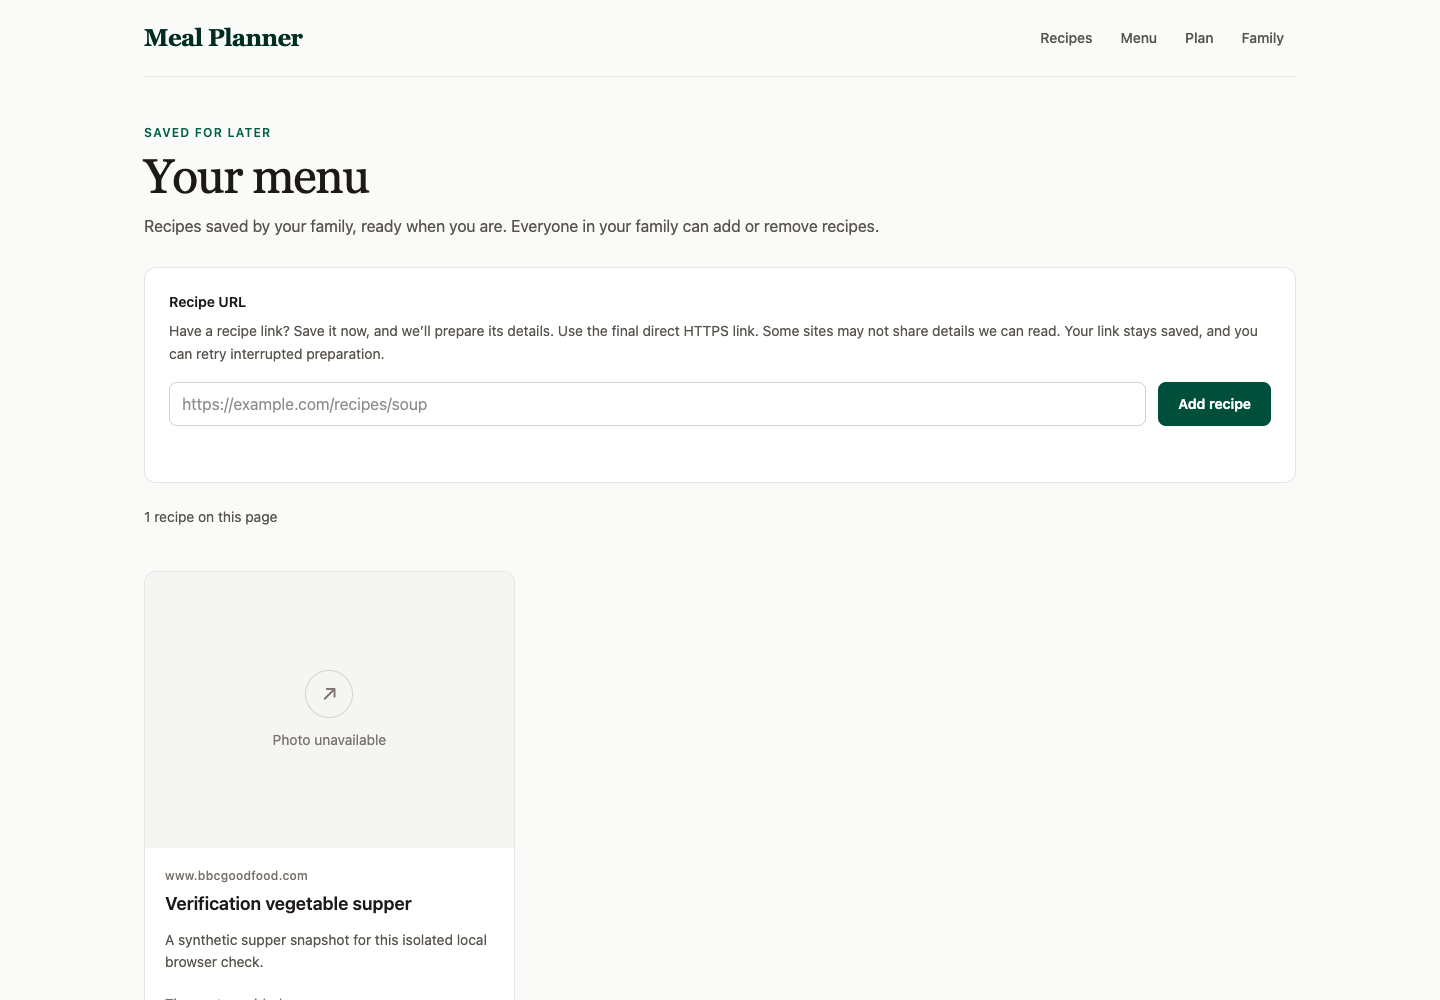 Meal Planner
Recipes
Menu
Plan
Family
SAVED FOR LATER
Your menu
Recipes saved by your family, ready when you are. Everyone in your family can add or remove recipes.
Recipe URL
Have a recipe link? Save it now, and we’ll prepare its details. Use the final direct HTTPS link. Some sites may not share details we can read. Your link stays saved, and you
can retry interrupted preparation.
https://example.com/recipes/soup
Add recipe
1 recipe on this page
Photo unavailable
www.bbcgoodfood.com
Verification vegetable supper
A synthetic supper snapshot for this isolated local
browser check.